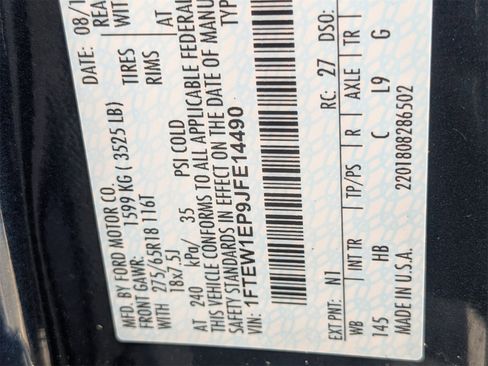 MFD. BY FORD MOTOR CO.
DATE: 08/1
FRONT GAWR:
1599 KG ( 3525 LB)
REA
WITH 275/65R18 116T
TIRES
WIT
18x7.5J
RIMS
AT 240 kPa/ 35 PSI COLD
AT
THIS VEHICLE CONFORMS TO ALL APPLICABLE FEDERAL
SAFETY STANDARDS IN EFFECT ON THE DATE OF MANU
VIN: 1FTEW1EP9JFE14490
TYP
EXT PNT: N1
RC: 27
DSO:
WB
INT TR
TP/PS
R
AXLE
TR
145
HB
C
L9
G
MADE IN U.S.A.
2201808286502